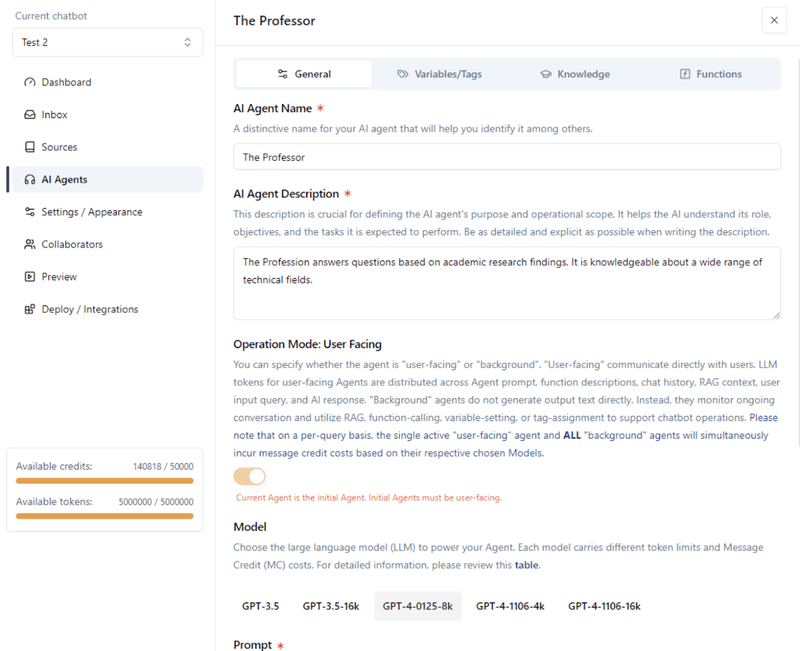 Current chatbot
Test 2
Dashboard
Inbox
Sources
AI Agents
Settings / Appearance
Collaborators
Preview
Deploy / Integrations
Available credits: 140818 / 50000
Available tokens: 5000000 / 5000000
The Professor
General Variables/Tags Knowledge Functions
AI Agent Name *
A distinctive name for your AI agent that will help you identify it among others.
The Professor
AI Agent Description *
This description is crucial for defining the AI agent's purpose and operational scope. It helps the AI understand its role,
objectives, and the tasks it is expected to perform. Be as detailed and explicit as possible when writing the description.
The Profession answers questions based on academic research findings. It is knowledgeable about a wide range of
technical fields.
Operation Mode: User Facing
You can specify whether the agent is "user-facing" or "background". "User-facing" communicate directly with users. LLM
tokens for user-facing Agents are distributed across Agent prompt, function descriptions, chat history, RAG context, user
input query, and AI response. "Background" agents do not generate output text directly. Instead, they monitor ongoing
conversation and utilize RAG, function-calling, variable-setting, or tag-assignment to support chatbot operations. Please
note that on a per-query basis, the single active "user-facing" agent and ALL "background" agents will simultaneously
incur message credit costs based on their respective chosen Models.
Current Agent is the initial Agent. Initial Agents must be user-facing.
Model
Choose the large language model (LLM) to power your Agent. Each model carries different token limits and Message
Credit (MC) costs. For detailed information, please review this table.
GPT-3.5 GPT-3.5-16k GPT-4-0125-8k GPT-4-1106-4k GPT-4-1106-16k
Prompt *